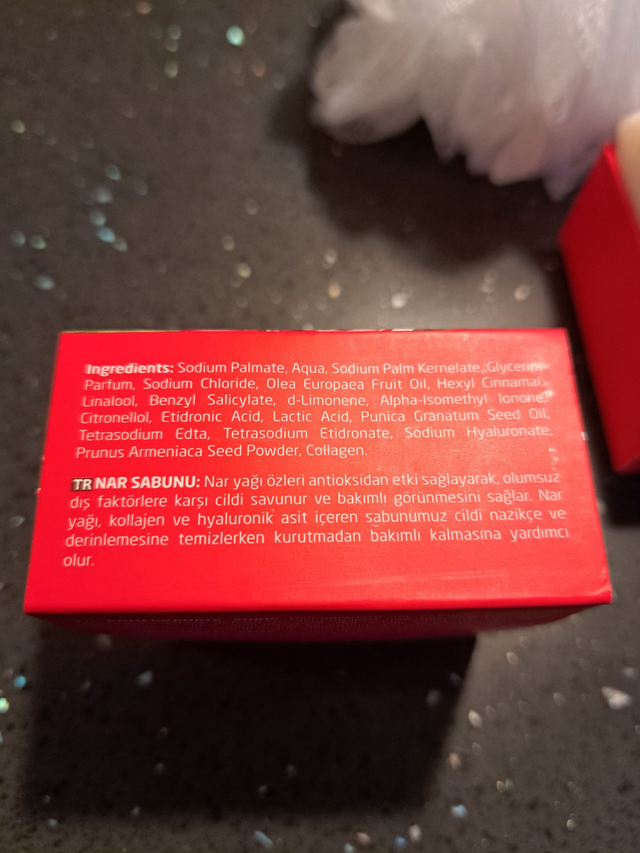 Ingredients: Sodium Palmate, Aqua, Sodium Palm Kernelate, Glycerin,
Parfum, Sodium Chloride, Olea Europaea Fruit Oil, Hexyl Cinnamal,
Linalool, Benzyl Salicylate, d-Limonene, Alpha-Isomethyl Ionone,
Citronellol, Etidronic Acid, Lactic Acid, Punica Granatum Seed Oil,
Tetrasodium Edta, Tetrasodium Etidronate, Sodium Hyaluronate,
Prunus Armeniaca Seed Powder, Collagen.
TR NAR SABUNU: Nar yağı özleri antioksidan etki sağlayarak, olumsuz
dış faktörlere karşı cildi savunur ve bakımlı görünmesini sağlar. Nar
yağı, kollajen ve hyaluronik asit içeren sabunumuz cildi nazikçe ve
derinlemesine temizlerken kurutmadan bakımlı kalmasına yardımcı
olur.